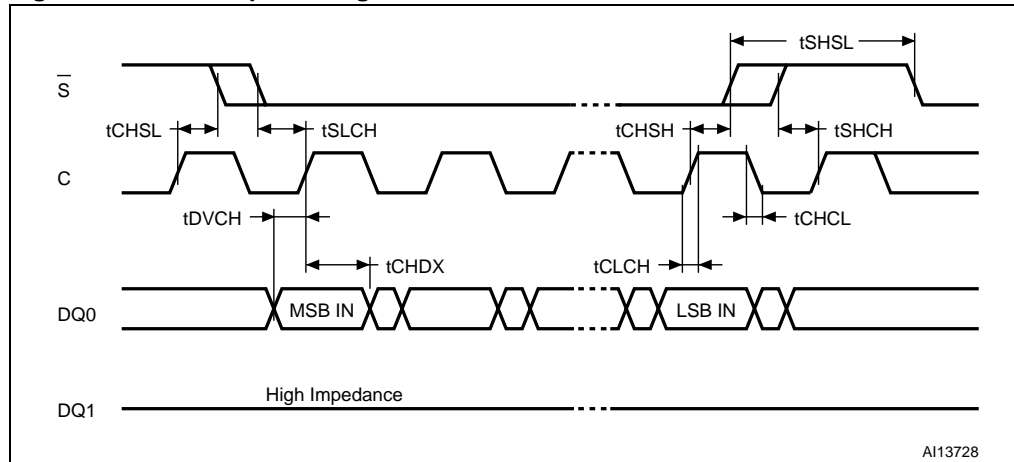 tSHSL
S
tCHSL
tSLCH
tCHSH
tSHCH
C
tDVCH
tCHCL
tCHDX
tCLCH
DQ0
MSB IN
LSB IN
High Impedance
DQ1
AI13728